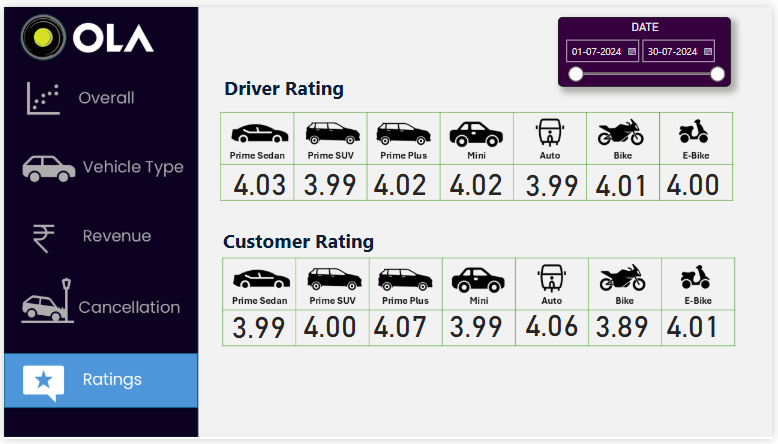 OLA
Overall
Vehicle Type
Revenue
Cancellation
Ratings
DATE
01-07-2024 30-07-2024
Driver Rating
Prime Sedan Prime SUV Prime Plus Mini Auto Bike E-Bike
4.03 3.99 4.02 4.02 3.99 4.01 4.00
Customer Rating
Prime Sedan Prime SUV Prime Plus Mini Auto Bike E-Bike
3.99 4.00 4.07 3.99 4.06 3.89 4.01